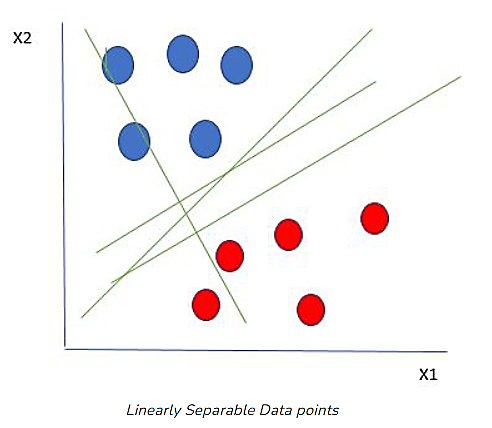 X2
X1
Linearly Separable Data points